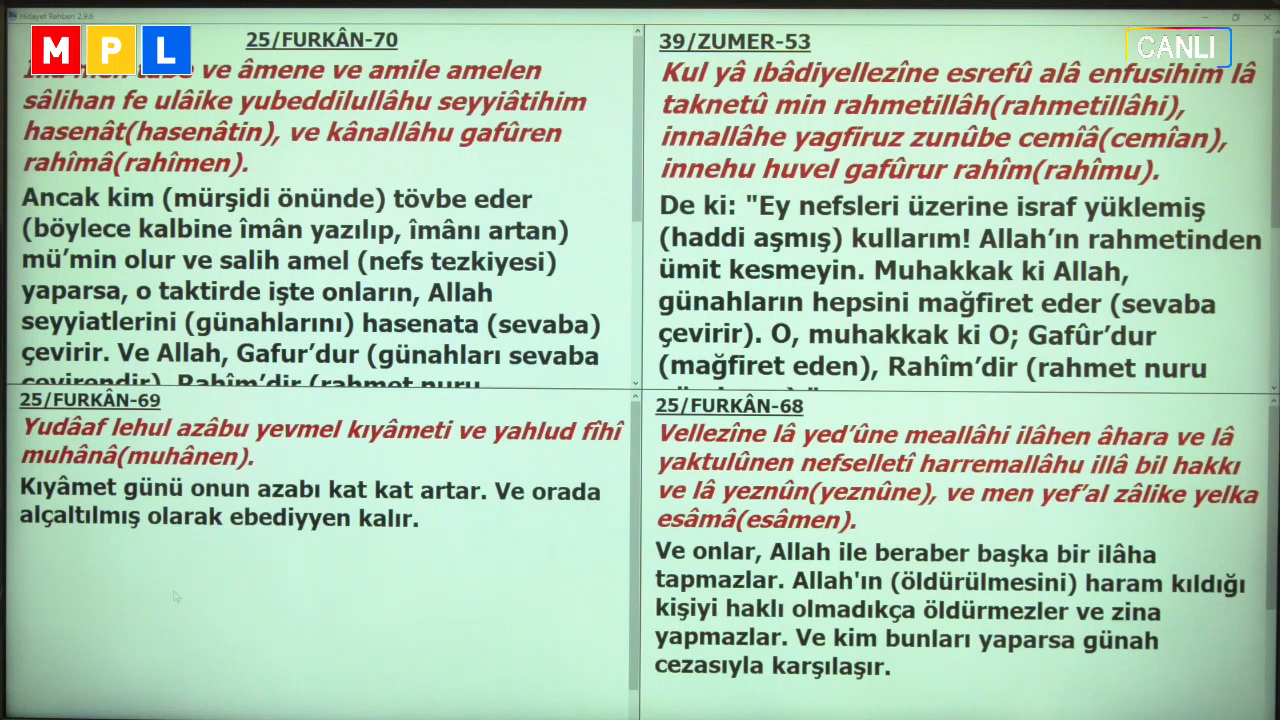 Hidayet Rehberi 2.9.6
MPL
CANLI
25/FURKÂN-70
ve âmene ve amile amelen
sâlihan fe ulâike yubeddilullâhu seyyiâtihim
hasenât(hasenâtin), ve kânallâhu gafûren
rahîmâ(rahîmen).
Ancak kim (mürşidi önünde) tövbe eder
(böylece kalbine îmân yazılıp, îmânı artan)
mü’min olur ve salih amel (nefs tezkiyesi)
yaparsa, o taktirde işte onların, Allah
seyyiatlerini (günahlarını) hasenata (sevaba)
çevirir. Ve Allah, Gafur’dur (günahları sevaba
çevirendir), Rahîm’dir (rahmet nuru
39/ZUMER-53
Kul yâ ıbâdiyellezîne esrefû alâ enfusihim lâ
taknetû min rahmetillâh(rahmetillâhi),
innallâhe yagfiruz zunûbe cemîâ(cemîan),
innehu huvel gafûrur rahîm(rahîmu).
De ki: "Ey nefsleri üzerine israf yüklemiş
(haddi aşmış) kullarım! Allah’ın rahmetinden
ümit kesmeyin. Muhakkak ki Allah,
günahların hepsini mağfiret eder (sevaba
çevirir). O, muhakkak ki O; Gafûr’dur
(mağfiret eden), Rahîm’dir (rahmet nuru
25/FURKÂN-69
Yudâaf lehul azâbu yevmel kıyâmeti ve yahlud fîhî
muhânâ(muhânen).
Kıyâmet günü onun azabı kat kat artar. Ve orada
alçaltılmış olarak ebediyyen kalır.
25/FURKÂN-68
Vellezîne lâ yed’ûne meallâhi ilâhen âhara ve lâ
yaktulûnen nefselletî harremallâhu illâ bil hakkı
ve lâ yeznûn(yeznûne), ve men yef’al zâlike yelka
esâmâ(esâmen).
Ve onlar, Allah ile beraber başka bir ilâha
tapmazlar. Allah'ın (öldürülmesini) haram kıldığı
kişiyi haklı olmadıkça öldürmezler ve zina
yapmazlar. Ve kim bunları yaparsa günah
cezasıyla karşılaşır.